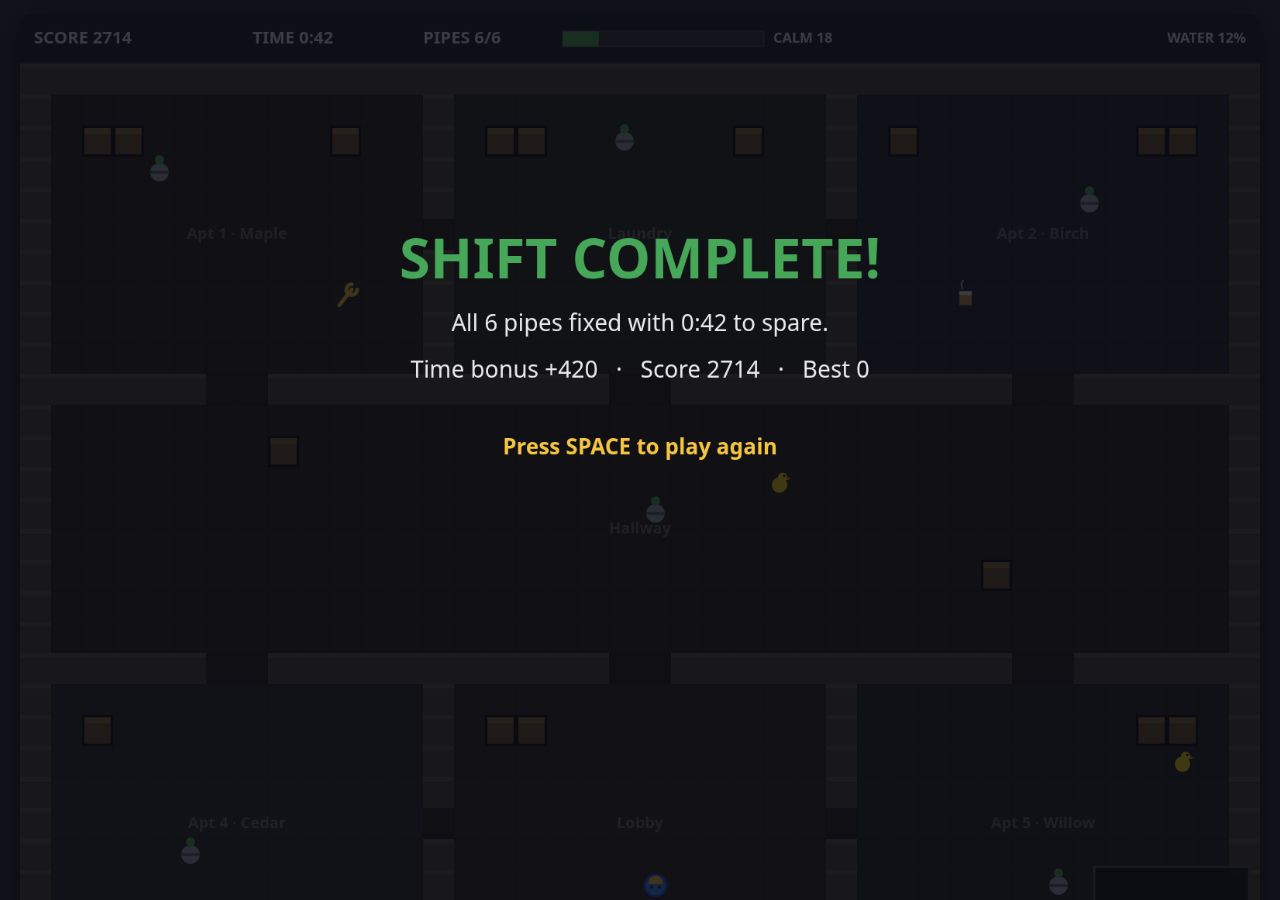 SCORE 2714 TIME 0:42 PIPES 6/6 CALM 18 WATER 12%
Apt 1 · Maple Laundry Apt 2 · Birch
SHIFT COMPLETE!
All 6 pipes fixed with 0:42 to spare.
Time bonus +420 · Score 2714 · Best 0
Press SPACE to play again
Hallway
Apt 4 · Cedar Lobby Apt 5 · Willow